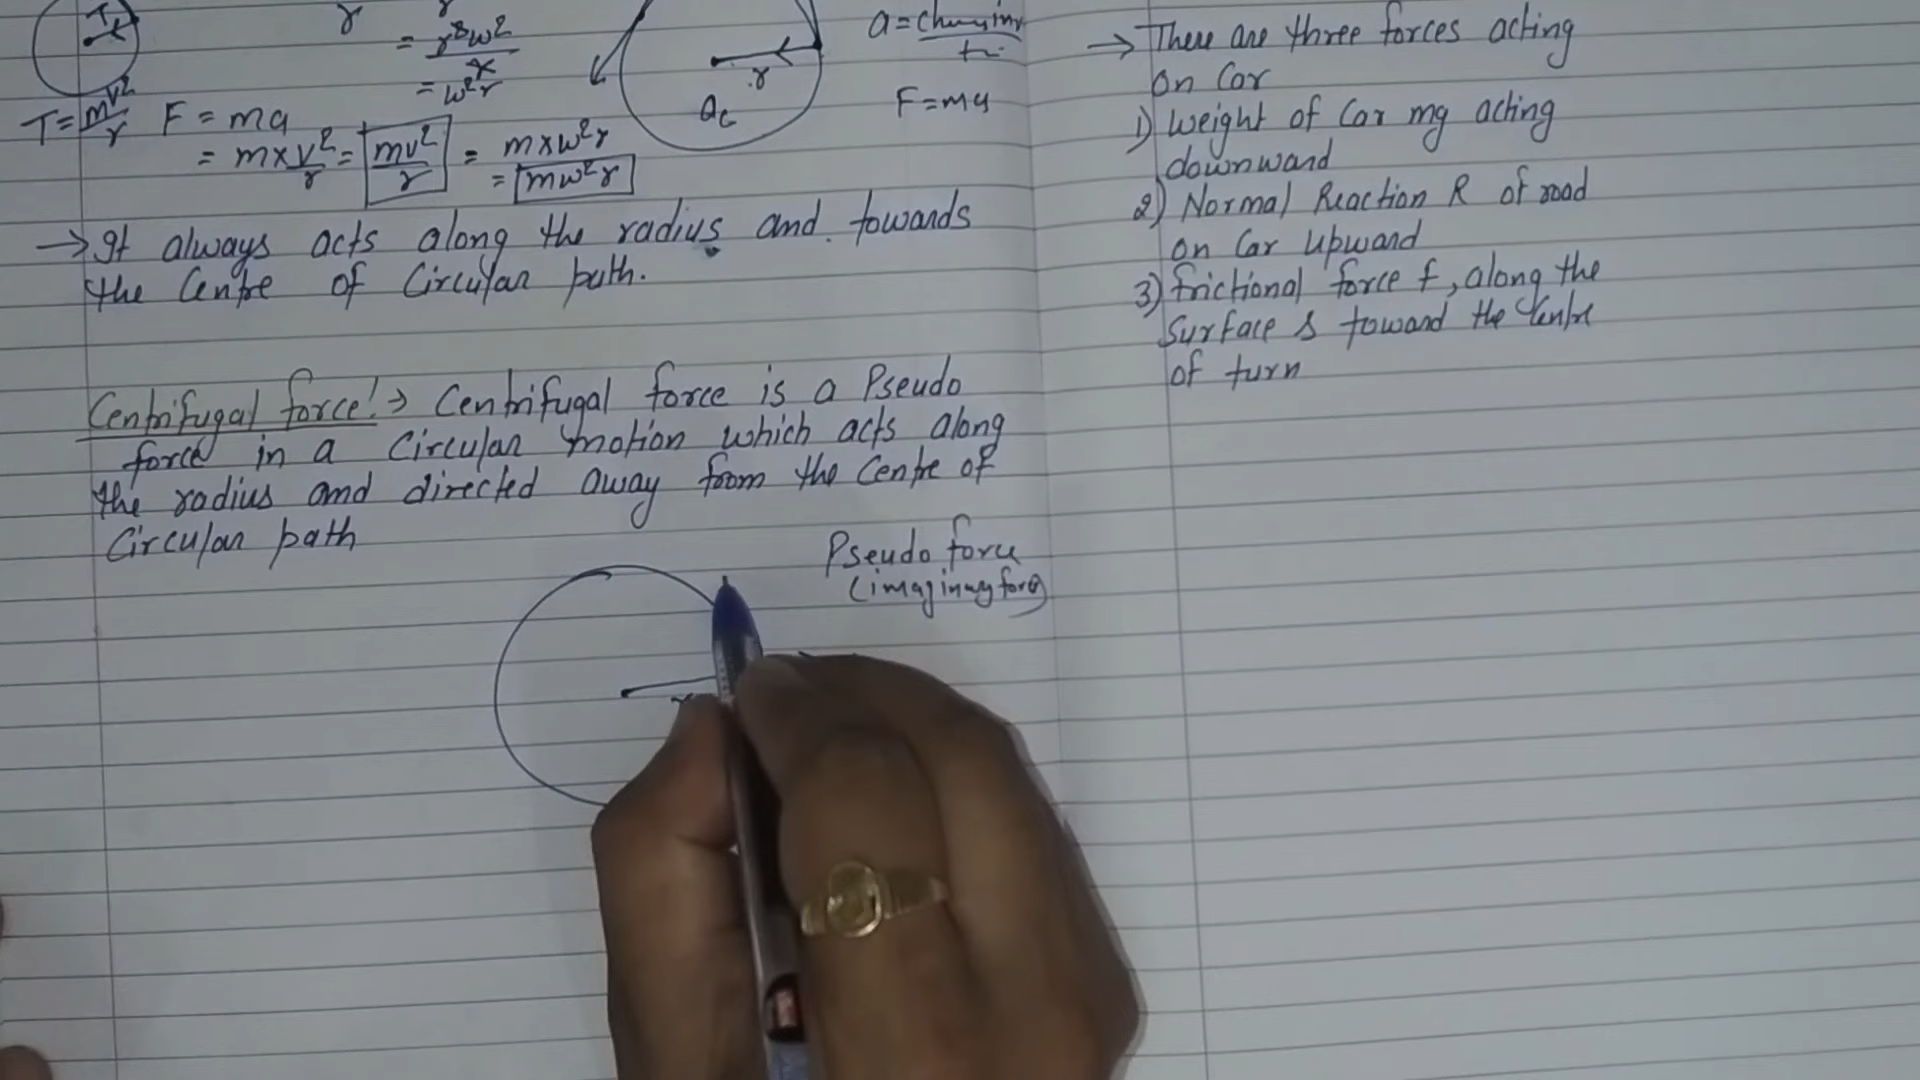 r
= r²w²
r
= w²r
T = mv²
r
F = ma
= m x v² = mv² = m x w²r
r r = mw²r
r
ac
a = 
F = ma
→ It always acts along the radius and towards
the Centre of Circular path.
Centrifugal force :→ Centrifugal force is a Pseudo
force in a Circular motion which acts along
the radius and directed away from the Centre of
Circular path
Pseudo force
(imaginary force)
→ There are three forces acting
on Car
1) Weight of Car mg acting
downward
2) Normal Reaction R of road
on Car Upward
3) frictional force f, along the
Surface & toward the Centre
of turn